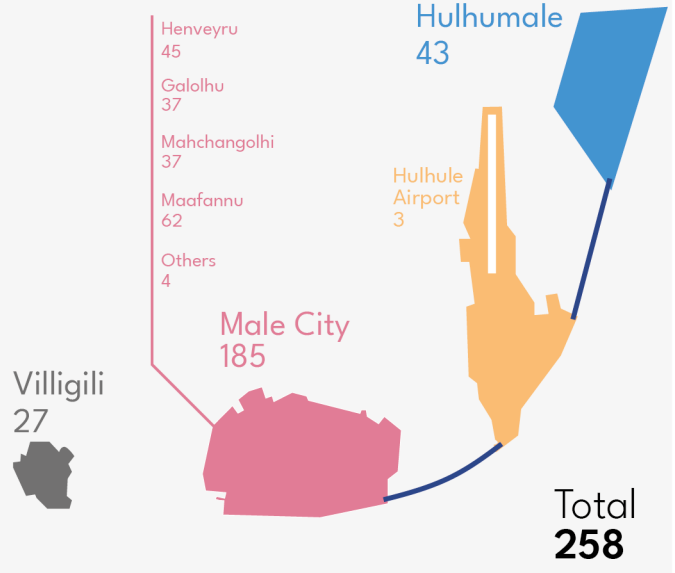 Henveyru
45
Galolhu
37
Mahchangolhi
37
Maafannu
62
Others
4
Hulhumale
43
Hulhule
Airport
3
Male City
185
Villigili
27
Total
258